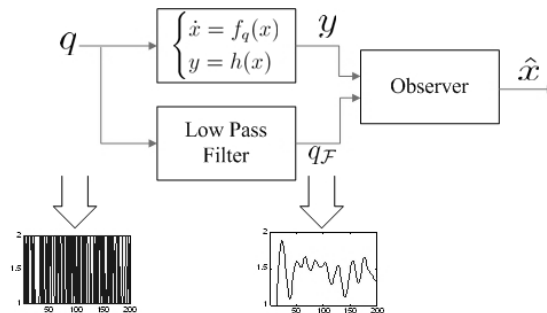 q
ẋ = f_q(x)
y = h(x)
y
Observer
x̂
Low Pass
Filter
q_ℱ
2
1.5
1
50 100 150 200
2
1.5
1
50 100 150 200